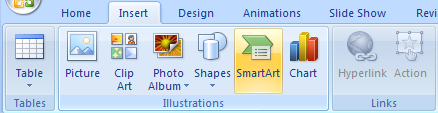 Home Insert Design Animations Slide Show Revi
Table Picture Clip Art Photo Album Shapes SmartArt Chart Hyperlink Action
Tables Illustrations Links